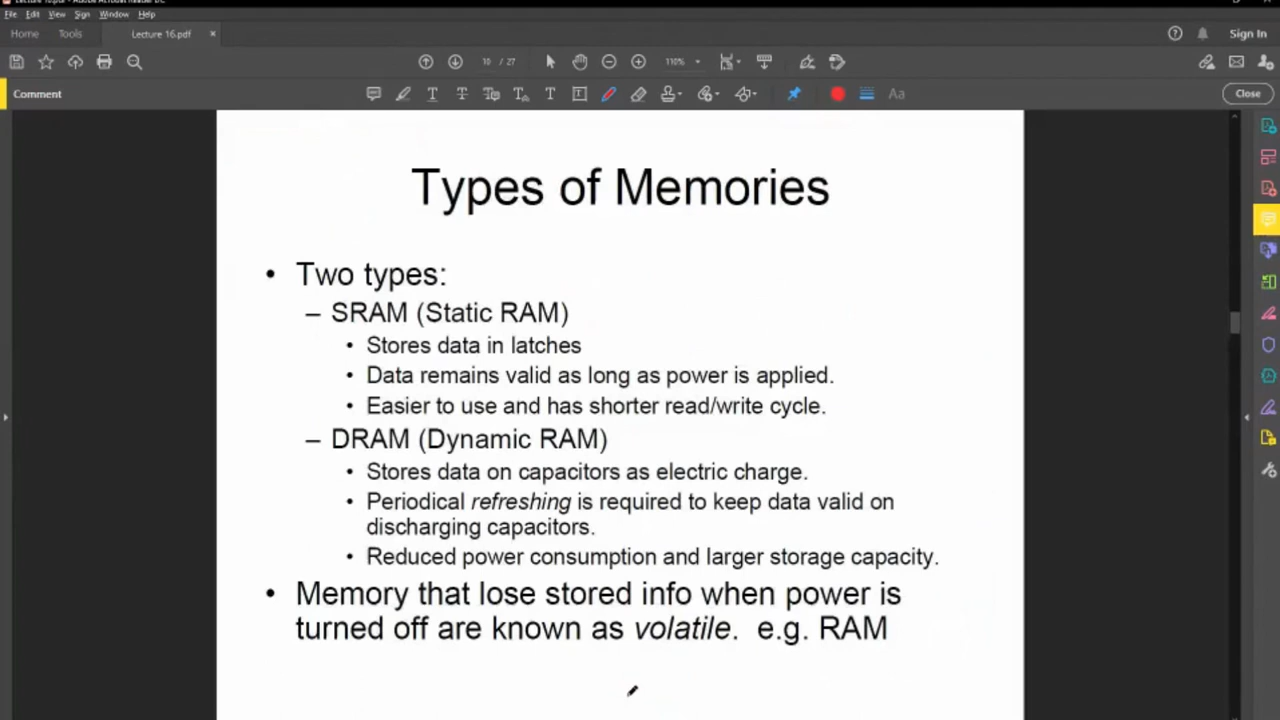 File Edit View Sign Window Help
Home Tools Lecture 16.pdf × Sign In
10 / 27 110%
Comment Aa Close
Types of Memories
• Two types:
– SRAM (Static RAM)
• Stores data in latches
• Data remains valid as long as power is applied.
• Easier to use and has shorter read/write cycle.
– DRAM (Dynamic RAM)
• Stores data on capacitors as electric charge.
• Periodical refreshing is required to keep data valid on
discharging capacitors.
• Reduced power consumption and larger storage capacity.
• Memory that lose stored info when power is
turned off are known as volatile. e.g. RAM